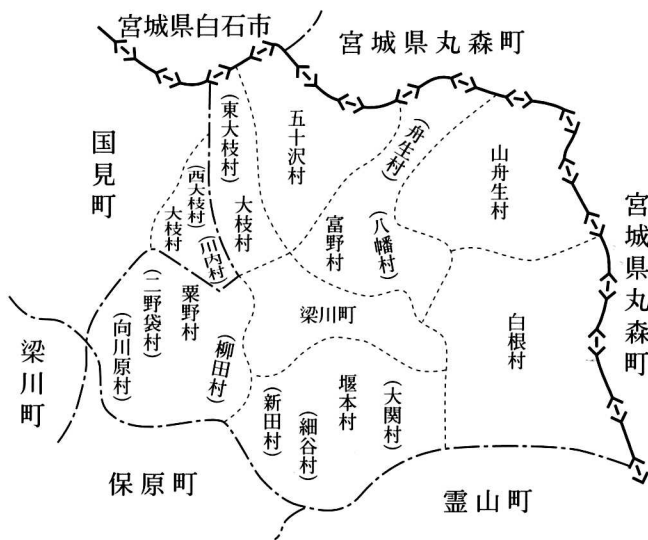 宮城県白石市
宮城県丸森町
国見町
(東大枝村)
五十沢村
(舟生村)
山舟生村
宮城県丸森町
(西大枝村)
大枝村
(川内村)
大枝村
富野村
(八幡村)
梁川町
白根村
粟野村
(二野袋村)
(向川原村)
(柳田村)
梁川町
(新田村)
(細谷村)
堰本村
(大関村)
保原町
霊山町